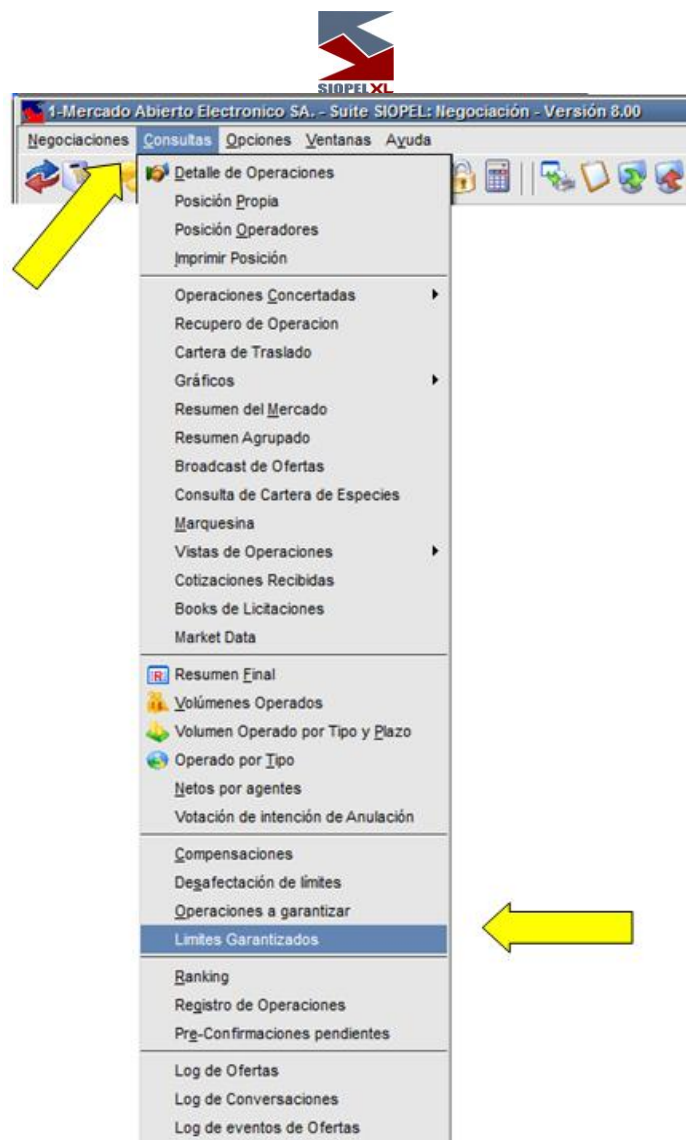 SIOPELXL
1-Mercado Abierto Electronico SA. - Suite SIOPEL: Negociación - Versión 8.00
Negociaciones Consultas Opciones Ventanas Ayuda
Detalle de Operaciones
Posición Propia
Posición Operadores
Imprimir Posición
Operaciones Concertadas
Recupero de Operacion
Cartera de Traslado
Gráficos
Resumen del Mercado
Resumen Agrupado
Broadcast de Ofertas
Consulta de Cartera de Especies
Marquesina
Vistas de Operaciones
Cotizaciones Recibidas
Books de Licitaciones
Market Data
R Resumen Final
Volúmenes Operados
Volumen Operado por Tipo y Plazo
Operado por Tipo
Netos por agentes
Votación de intención de Anulación
Compensaciones
Desafectación de límites
Operaciones a garantizar
Limites Garantizados
Ranking
Registro de Operaciones
Pre-Confirmaciones pendientes
Log de Ofertas
Log de Conversaciones
Log de eventos de Ofertas